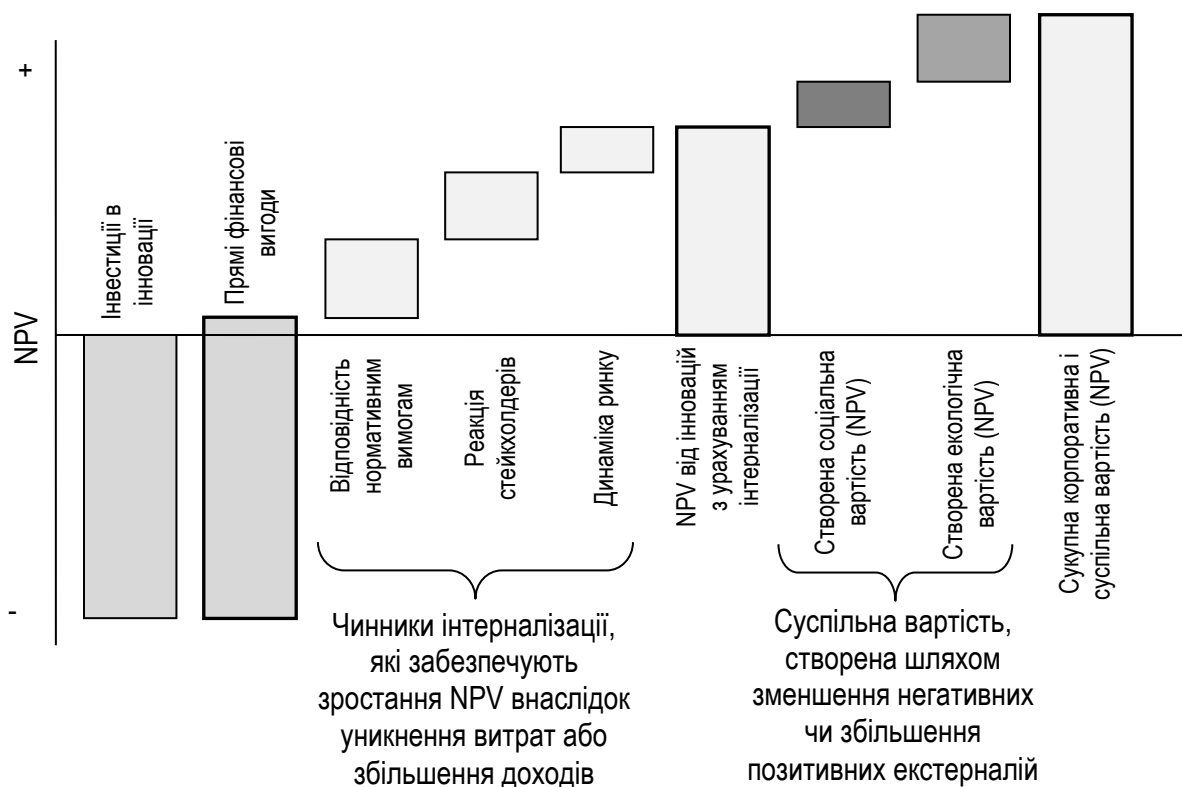 +
NPV
-
Інвестиції в
інновації
Прямі фінансові
вигоди
Відповідність
нормативним
вимогам
Реакція
стейкхолдерів
Динаміка ринку
NPV від інновацій
з урахуванням
інтерналізації
Створена соціальна
вартість (NPV)
Створена екологічна
вартість (NPV)
Сукупна корпоративна і
суспільна вартість (NPV)
Чинники інтерналізації,
які забезпечують
зростання NPV внаслідок
уникнення витрат або
збільшення доходів
Суспільна вартість,
створена шляхом
зменшення негативних
чи збільшення
позитивних екстерналій